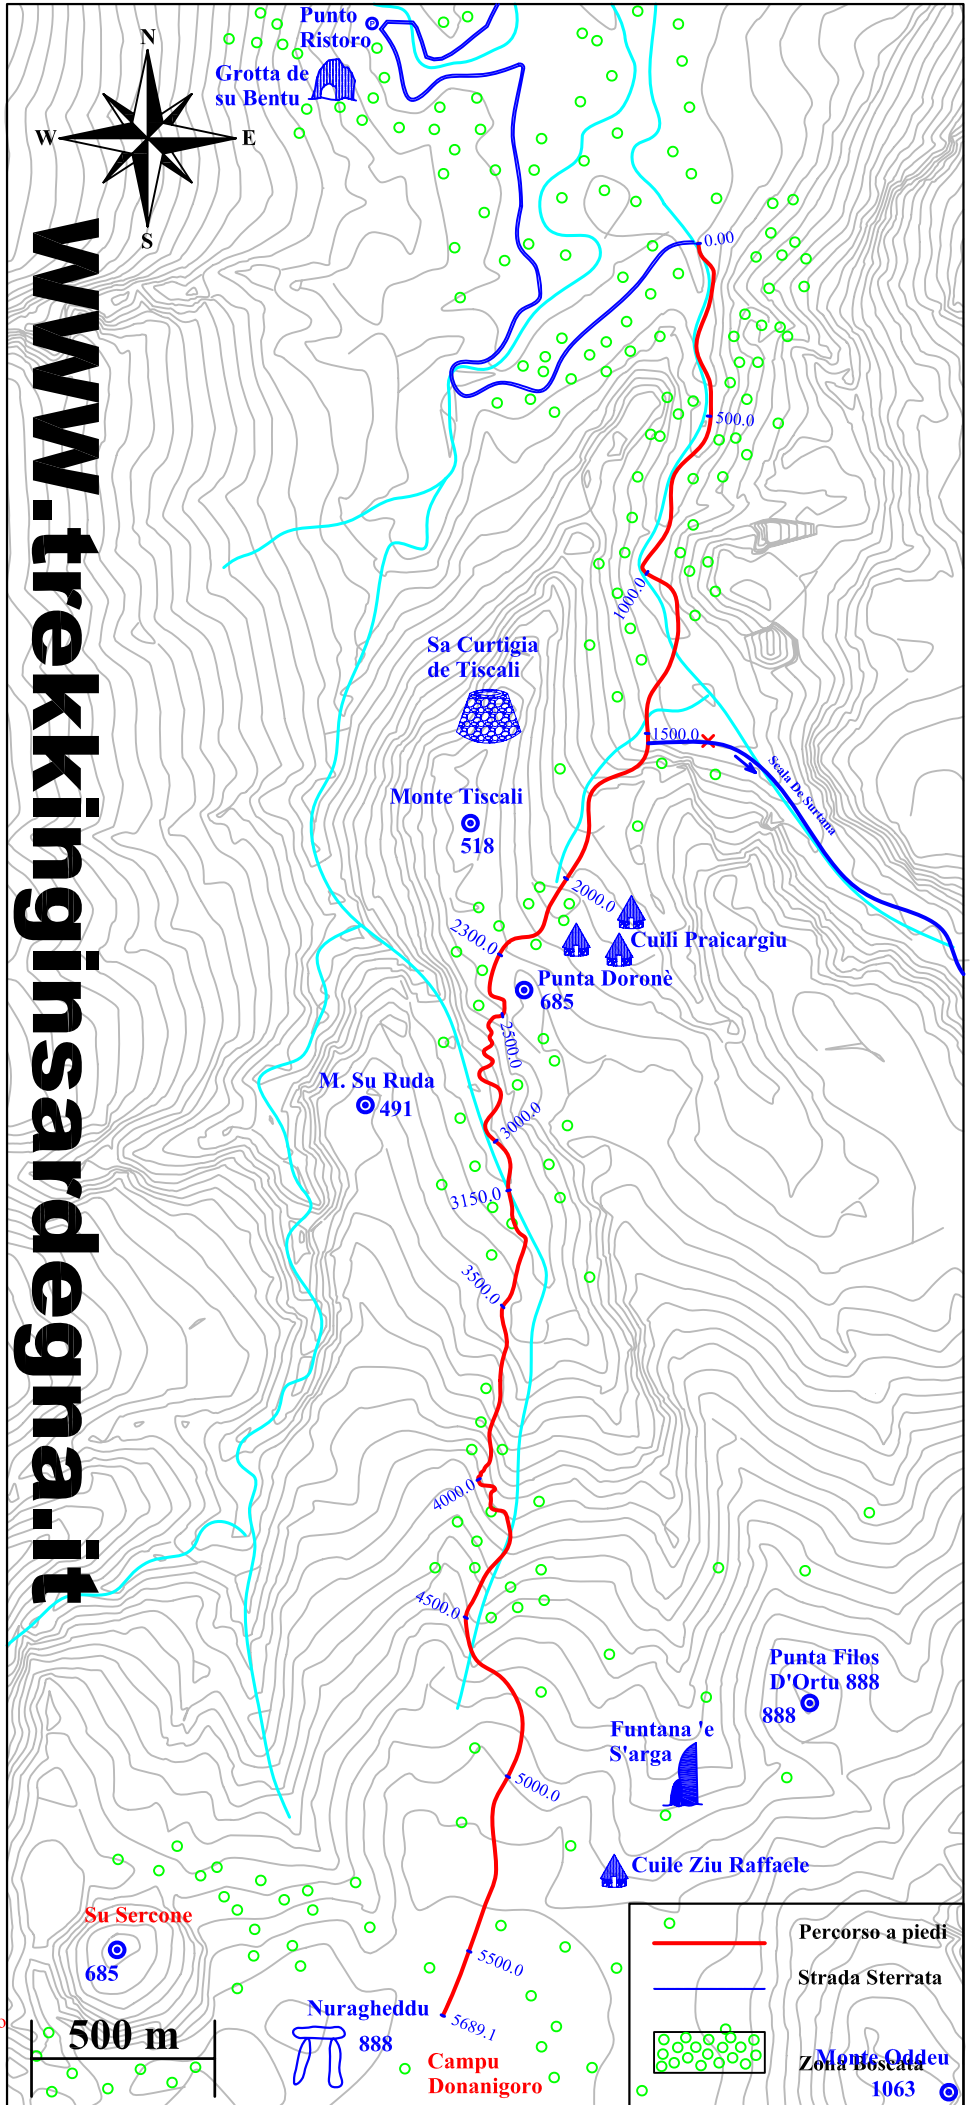 Punto
Ristoro
P
Grotta de
su Bentu
N
W
E
S
www.trekkinginsardegna.it
0.00
500.0
1000.0
Sa Curtigia
de Tiscali
1500.0
Scala De Surtana
Monte Tiscali
518
2000.0
2300.0
Cuili Praicargiu
Punta Doronè
685
2500.0
M. Su Ruda
491
3000.0
3150.0
3500.0
4000.0
4500.0
Punta Filos
D'Ortu 888
888
Funtana 'e
S'arga
5000.0
Cuile Ziu Raffaele
Su Sercone
685
5500.0
Nuragheddu
888
5689.1
Campu
Donanigoro
500 m
Percorso a piedi
Strada Sterrata
Zona Boscata
Monte Oddeu
1063